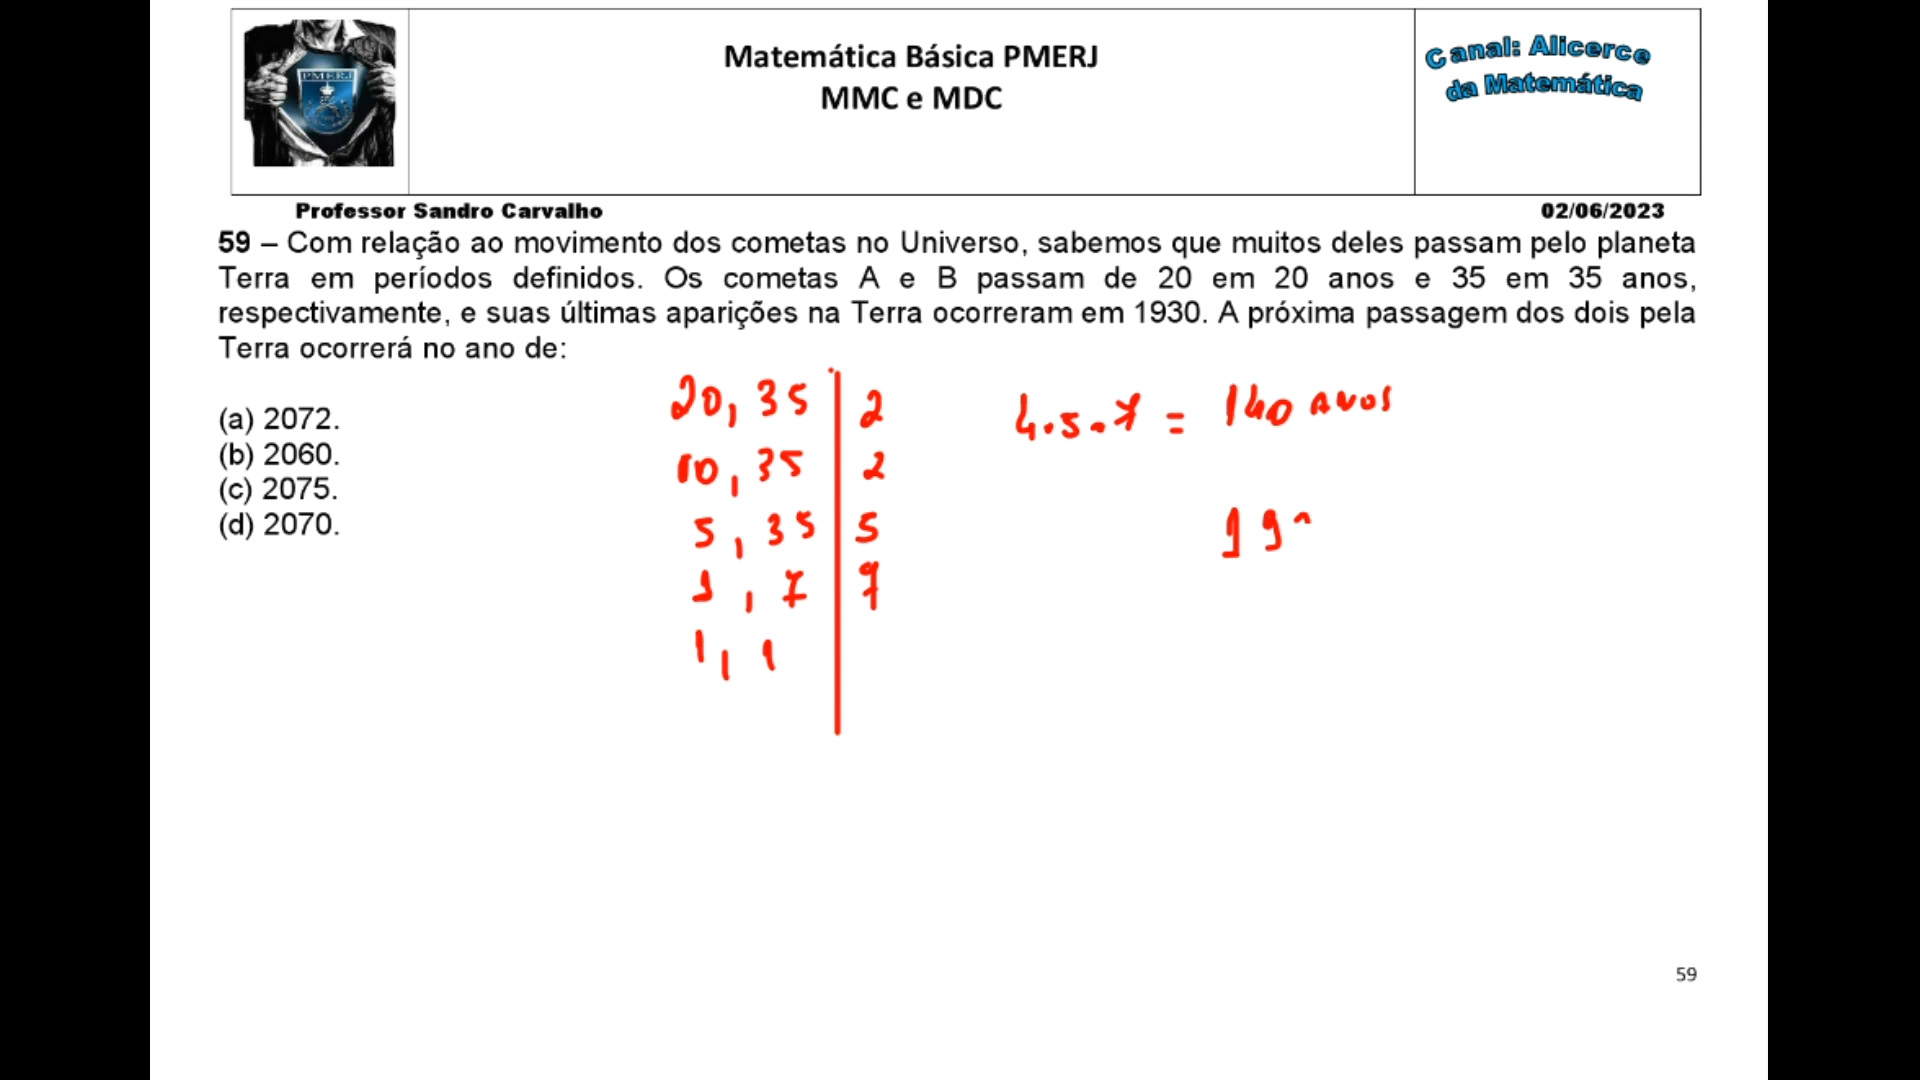 PMERJ
Matemática Básica PMERJ
MMC e MDC
Canal: Alicerce
da Matemática
Professor Sandro Carvalho
02/06/2023
59 – Com relação ao movimento dos cometas no Universo, sabemos que muitos deles passam pelo planeta
Terra em períodos definidos. Os cometas A e B passam de 20 em 20 anos e 35 em 35 anos,
respectivamente, e suas últimas aparições na Terra ocorreram em 1930. A próxima passagem dos dois pela
Terra ocorrerá no ano de:
(a) 2072.
(b) 2060.
(c) 2075.
(d) 2070.
20, 35 | 2
10, 35 | 2
5, 35 | 5
1, 7 | 7
1, 1
4.5.7 = 140 anos
19
59